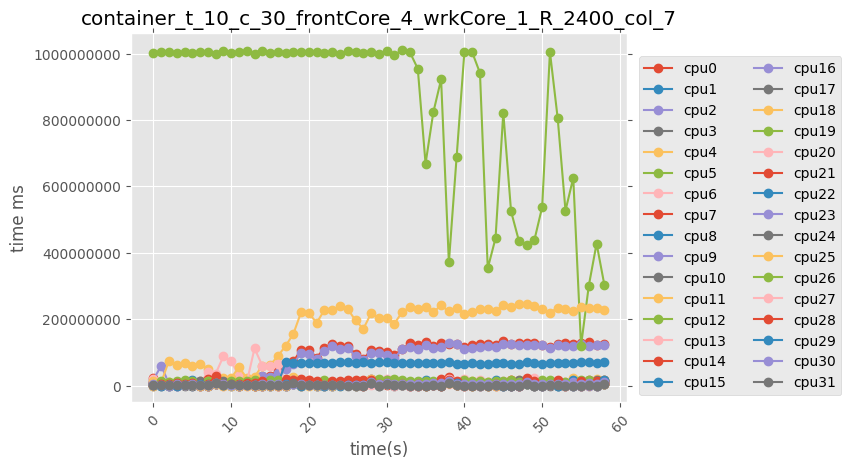 container_t_10_c_30_frontCore_4_wrkCore_1_R_2400_col_7
time ms
1000000000
800000000
600000000
400000000
200000000
0
0
10
20
30
40
50
60
time(s)
cpu0
cpu1
cpu2
cpu3
cpu4
cpu5
cpu6
cpu7
cpu8
cpu9
cpu10
cpu11
cpu12
cpu13
cpu14
cpu15
cpu16
cpu17
cpu18
cpu19
cpu20
cpu21
cpu22
cpu23
cpu24
cpu25
cpu26
cpu27
cpu28
cpu29
cpu30
cpu31